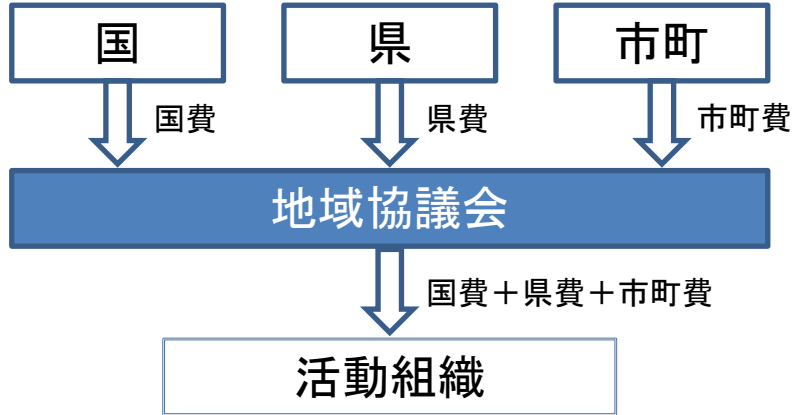 国 県 市町
国費 県費 市町費
地域協議会
国費＋県費＋市町費
活動組織